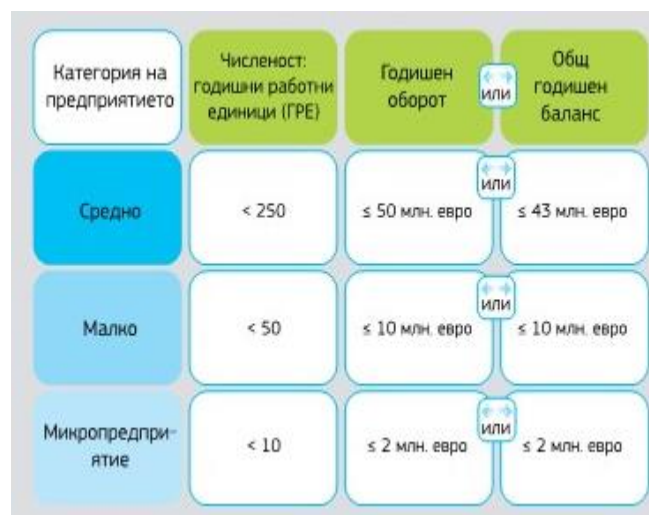 Категория на
предприятието
Численост:
годишни работни
единици (ГРЕ)
Годишен
оборот
или
Общ
годишен
баланс
Средно
< 250
≤ 50 млн. евро
или
≤ 43 млн. евро
Малко
< 50
≤ 10 млн. евро
или
≤ 10 млн. евро
Микропредпри-
ятие
< 10
≤ 2 млн. евро
или
≤ 2 млн. евро